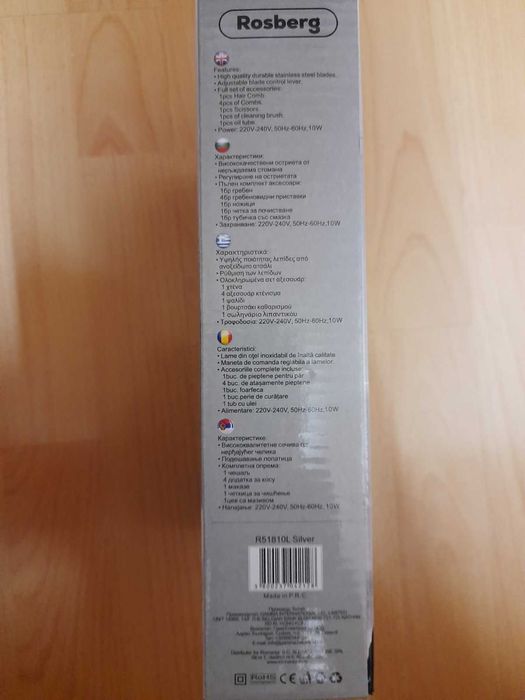 Rosberg
Features:
• High quality durable stainless steel blades.
• Adjustable blade control lever.
• Full set of accessories:
1pcs Hair Comb
4pcs of Combs
1pcs Scissors
1pcs of cleaning brush
1pcs oil tube.
• Power: 220V-240V, 50Hz-60Hz, 10W
Характеристики:
• Висококачествени остриета от
неръждаема стомана
• Регулиране на остриетата
• Пълен комплект аксесоари:
1бр гребен
4бр гребеновидни приставки
1бр ножица
1бр четка за почистване
1бр тубичка със смазка
• Захранване: 220V-240V, 50Hz-60Hz, 10W
Χαρακτηριστικά:
• Υψηλής ποιότητας λεπίδες από
ανοξείδωτο ατσάλι
• Ρύθμιση των λεπίδων
• Ολοκληρωμένο σετ αξεσουάρ:
1 χτένα
4 αξεσουάρ χτένισμα
1 ψαλίδι
1 βουρτσάκι καθαρισμού
1 σωληνάριο λιπαντικού
• Τροφοδοσία: 220V-240V, 50Hz-60Hz, 10W
Caracteristici:
• Lame din oțel inoxidabil de înaltă calitate
• Maneta de comanda reglabila a lamelor.
• Accesoriile complete incluse:
1buc. de pieptene pentru păr
4 buc. de atașamente pieptene
1buc. foarfeca
1 buc perie de curățare
1 tub cu ulei
• Alimentare: 220V-240V, 50Hz-60Hz, 10W
Карактеристике:
• Висококвалитетне сечива од
нерђајућег челика
• Подешавање лопатица
• Комплетна опрема:
1 чешаљ
4 додатка за косу
1 маказе
1 четкица за чишћење
1цев са мазивом
• Напајање: 220V-240V, 50Hz-60Hz, 10W
R51810L Silver
Made in P.R.C.
RoHS
CE